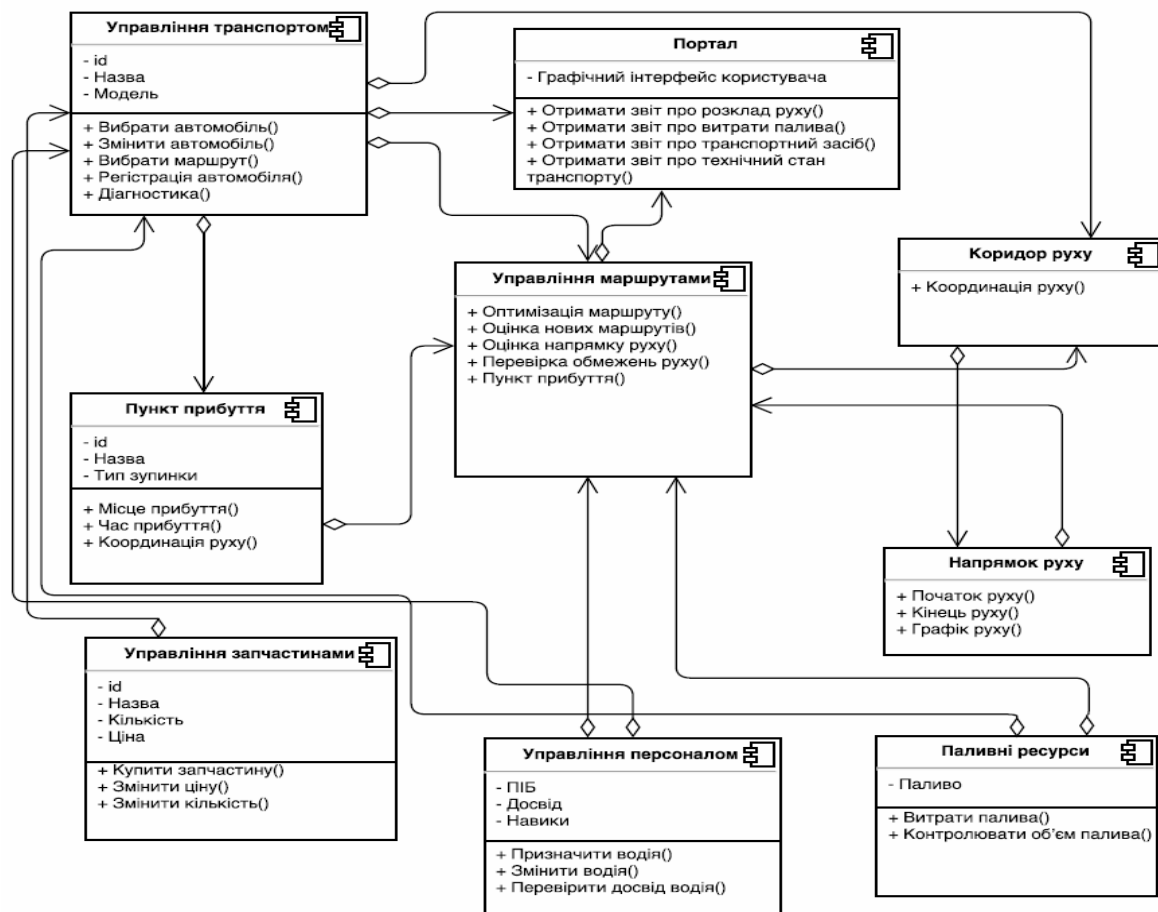 Управління транспортом
- id
- Назва
- Модель
+ Вибрати автомобіль()
+ Змінити автомобіль()
+ Вибрати маршрут()
+ Регістрація автомобіля()
+ Діагностика()
Портал
- Графічний інтерфейс користувача
+ Отримати звіт про розклад руху()
+ Отримати звіт про витрати палива()
+ Отримати звіт про транспортний засіб()
+ Отримати звіт про технічний стан
транспорту()
Управління маршрутами
+ Оптимізація маршруту()
+ Оцінка нових маршрутів()
+ Оцінка напрямку руху()
+ Перевірка обмежень руху()
+ Пункт прибуття()
Коридор руху
+ Координація руху()
Пункт прибуття
- id
- Назва
- Тип зупинки
+ Місце прибуття()
+ Час прибуття()
+ Координація руху()
Напрямок руху
+ Початок руху()
+ Кінець руху()
+ Графік руху()
Управління запчастинами
- id
- Назва
- Кількість
- Ціна
+ Купити запчастину()
+ Змінити ціну()
+ Змінити кількість()
Управління персоналом
- ПІБ
- Досвід
- Навики
+ Призначити водія()
+ Змінити водія()
+ Перевірити досвід водія()
Паливні ресурси
- Паливо
+ Витрати палива()
+ Контролювати об’єм палива()